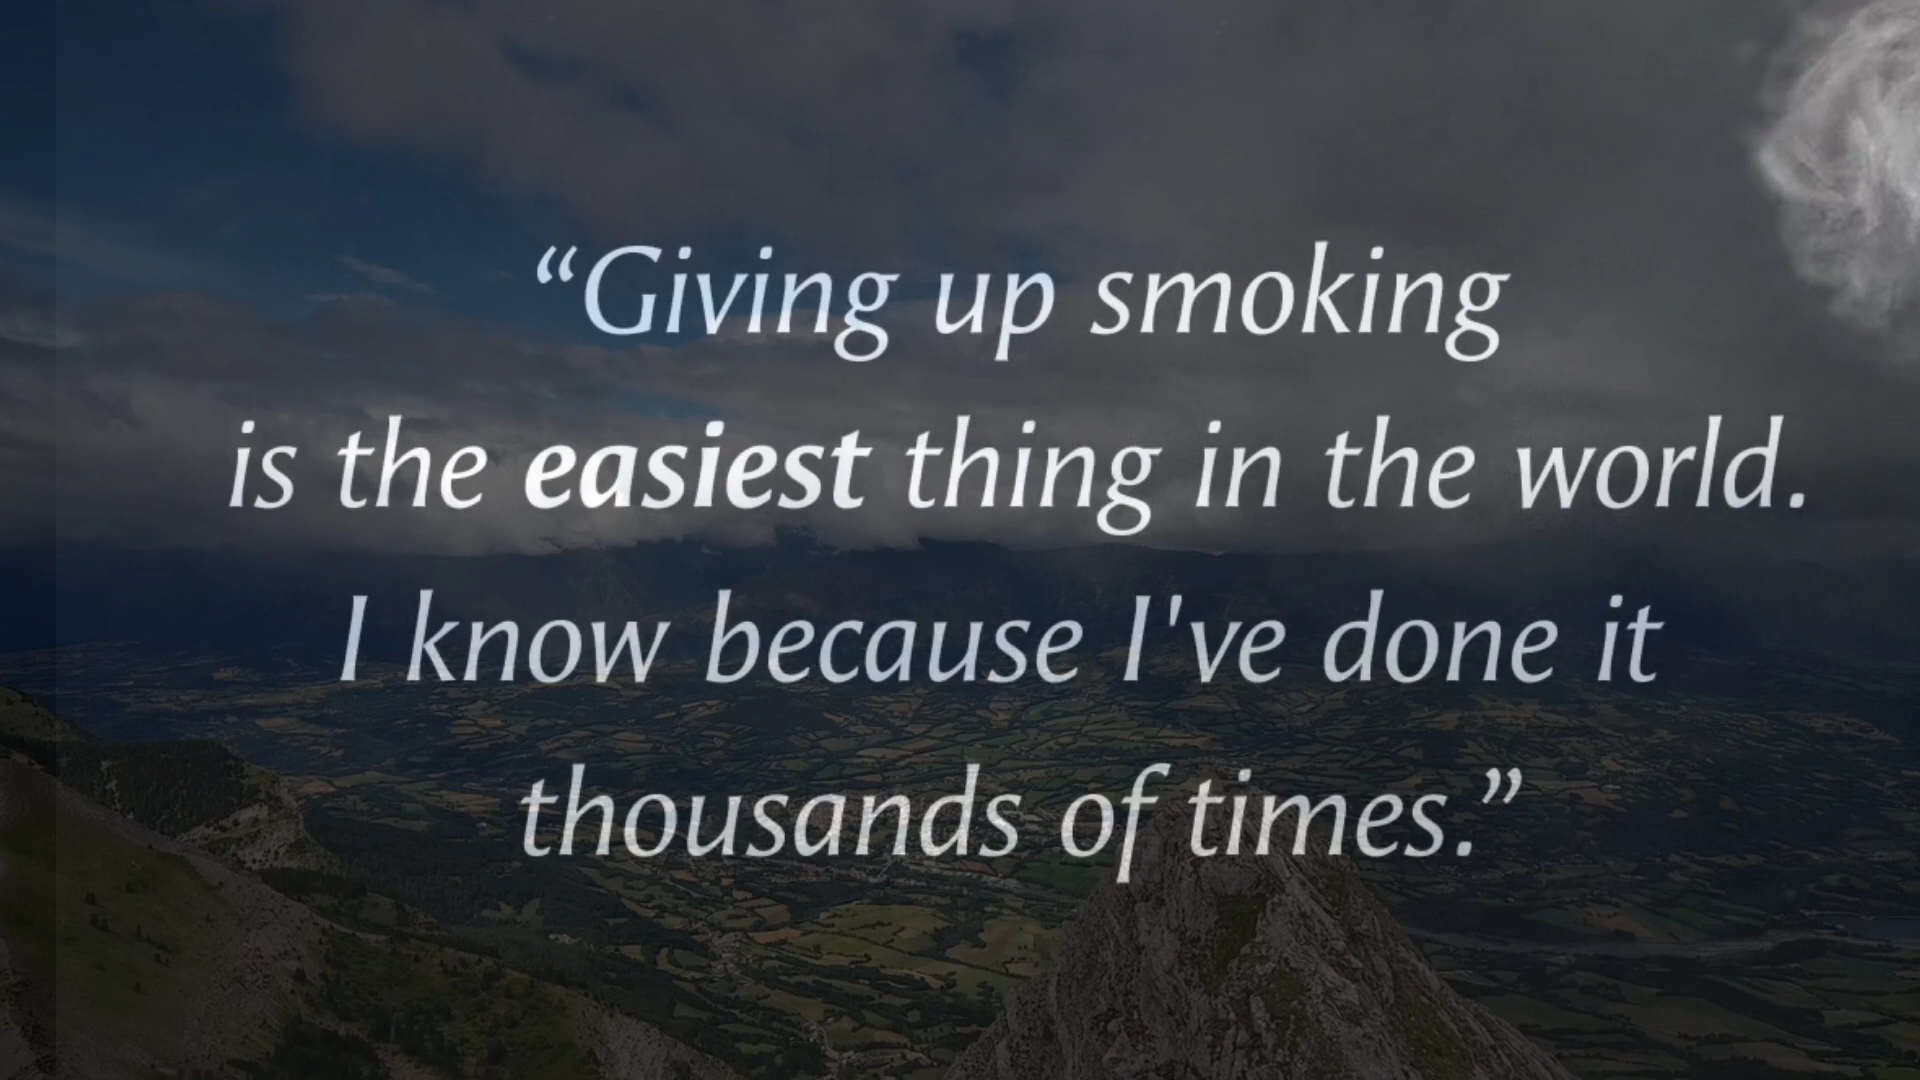 “Giving up smoking
is the easiest thing in the world.
I know because I've done it
thousands of times.”